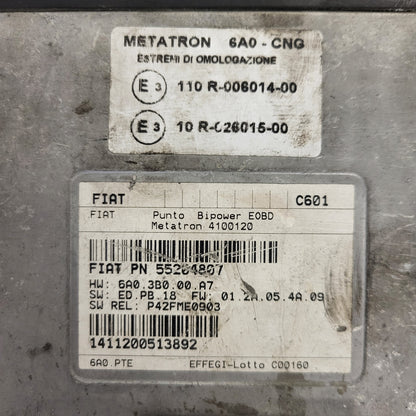 METATRON 6A0 - CNG
ESTREMI DI OMOLOGAZIONE
E 3 110 R-006014-00
E 3 10 R-026015-00
FIAT C601
FIAT Punto Bipower EOBD
Metatron 4100120
FIAT PN 55204807
HW: 6A0.3B0.00.A7
SW: ED.PB.18 FW: 01.2A.05.4A.09
SW REL: P42FME0903
1411200513892
6A0.PTE EFFEGI-Lotto C00160